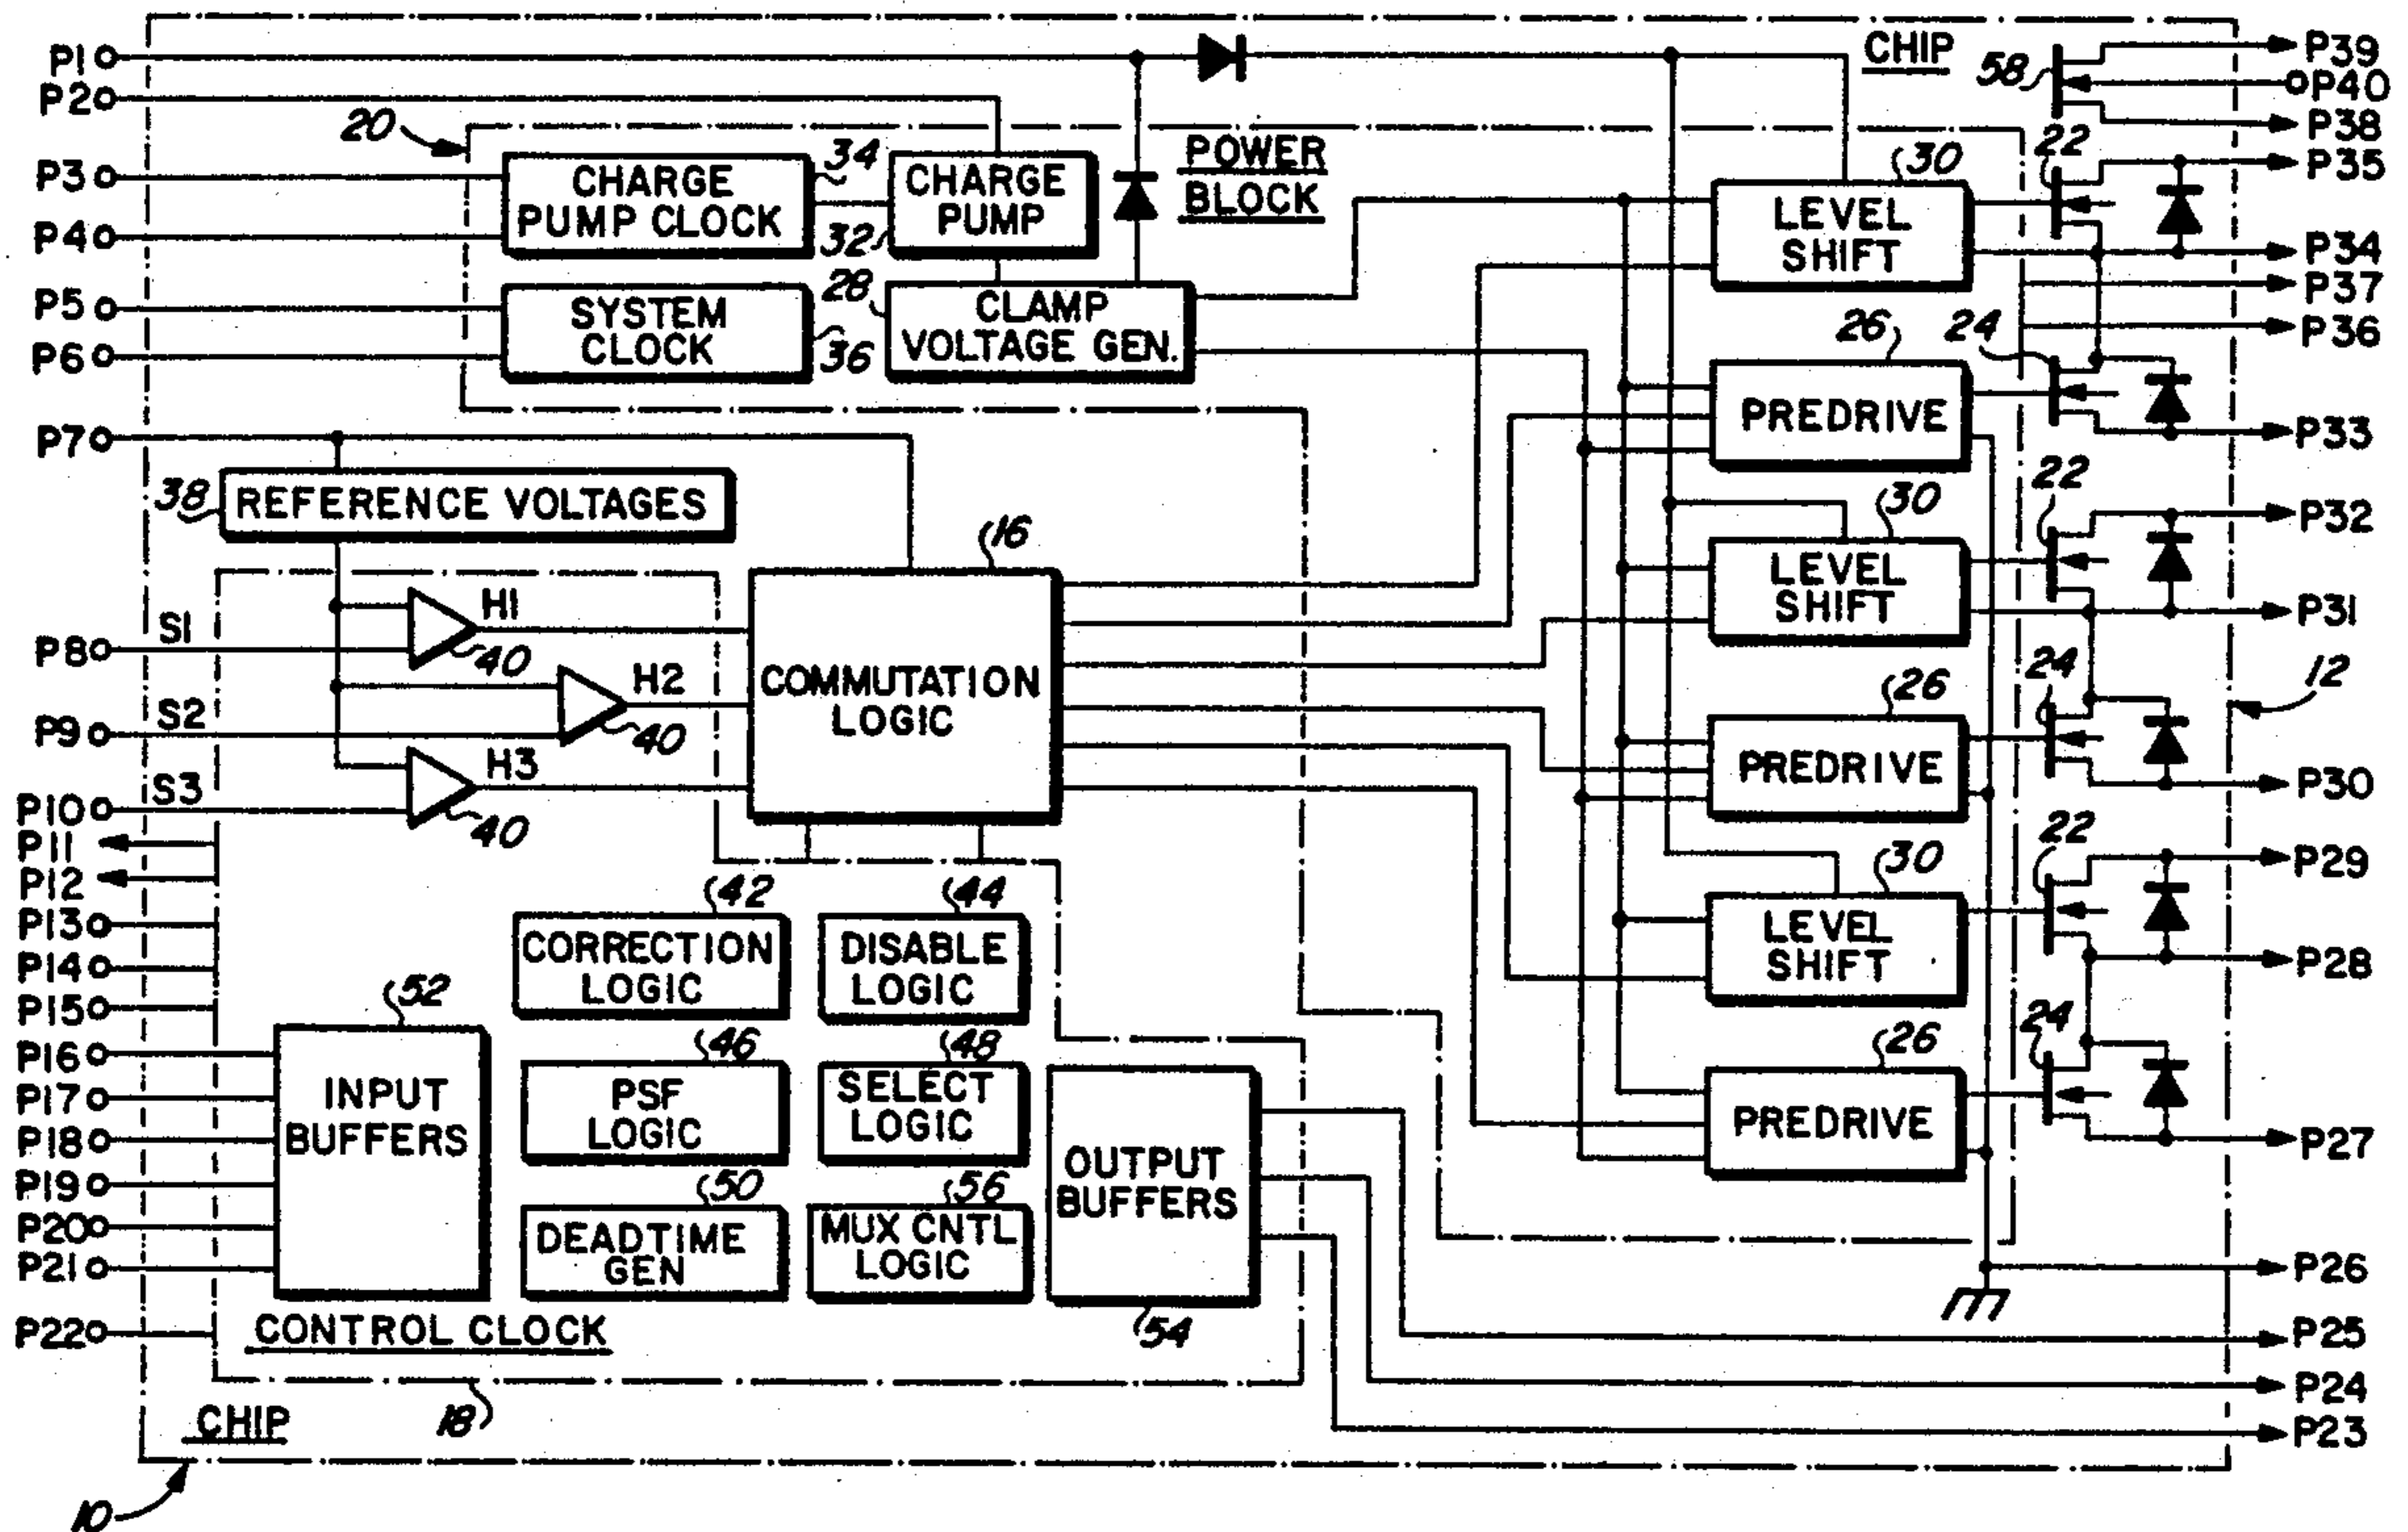 P1
P2
P3
P4
P5
P6
P7
P8
P9
P10
P11
P12
P13
P14
P15
P16
P17
P18
P19
P20
P21
P22
CHIP
20
POWER
BLOCK
CHARGE
PUMP CLOCK
34
CHARGE
PUMP
32
SYSTEM
CLOCK
36
28
CLAMP
VOLTAGE GEN.
38
REFERENCE VOLTAGES
S1
H1
40
S2
H2
40
S3
H3
40
16
COMMUTATION
LOGIC
42
CORRECTION
LOGIC
44
DISABLE
LOGIC
52
INPUT
BUFFERS
46
PSF
LOGIC
48
SELECT
LOGIC
50
DEADTIME
GEN
56
MUX CNTL
LOGIC
OUTPUT
BUFFERS
54
CONTROL CLOCK
18
CHIP
10
30
LEVEL
SHIFT
26
PREDRIVE
30
LEVEL
SHIFT
26
PREDRIVE
30
LEVEL
SHIFT
26
PREDRIVE
58
22
24
22
24
22
24
12
P39
P40
P38
P35
P34
P37
P36
P33
P32
P31
P30
P29
P28
P27
P26
P25
P24
P23